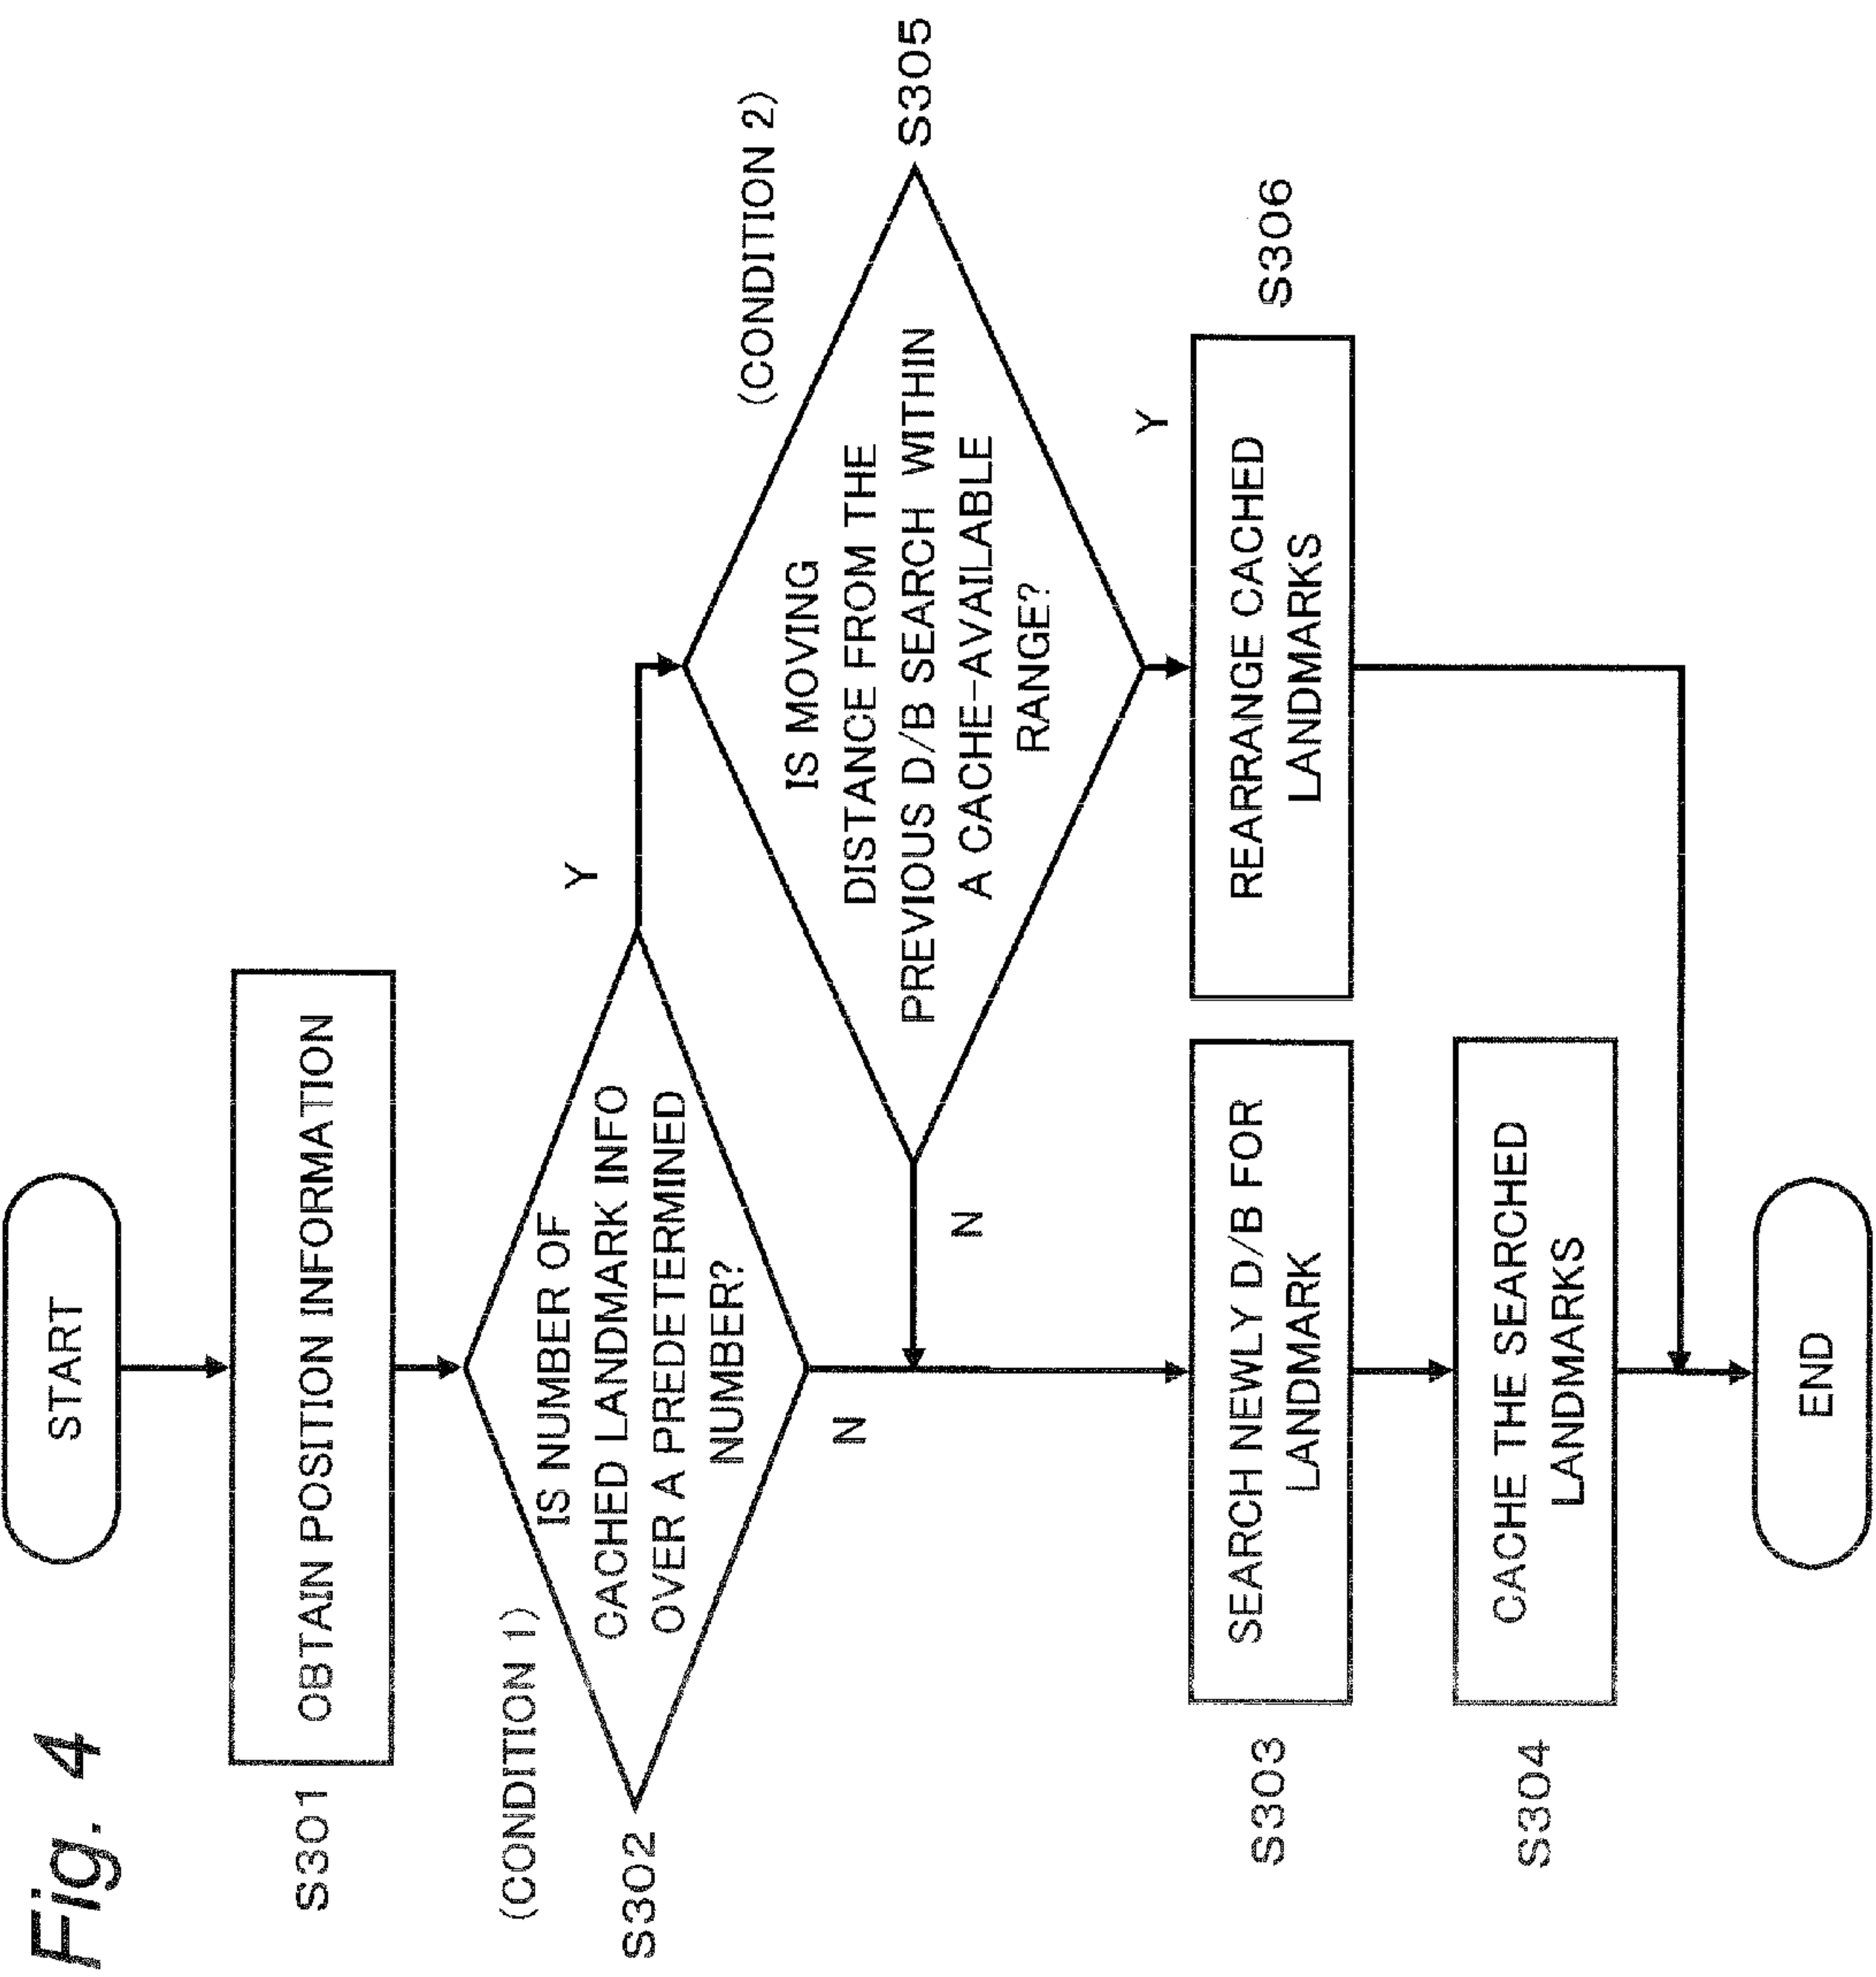 Fig. 4
START
S301
OBTAIN POSITION INFORMATION
(CONDITION 1)
S302
IS NUMBER OF
CACHED LANDMARK INFO
OVER A PREDETERMINED
NUMBER?
Y
N
(CONDITION 2)
S305
IS MOVING
DISTANCE FROM THE
PREVIOUS D/B SEARCH WITHIN
A CACHE-AVAILABLE
RANGE?
N
Y
S303
SEARCH NEWLY D/B FOR
LANDMARK
S306
REARRANGE CACHED
LANDMARKS
S304
CACHE THE SEARCHED
LANDMARKS
END